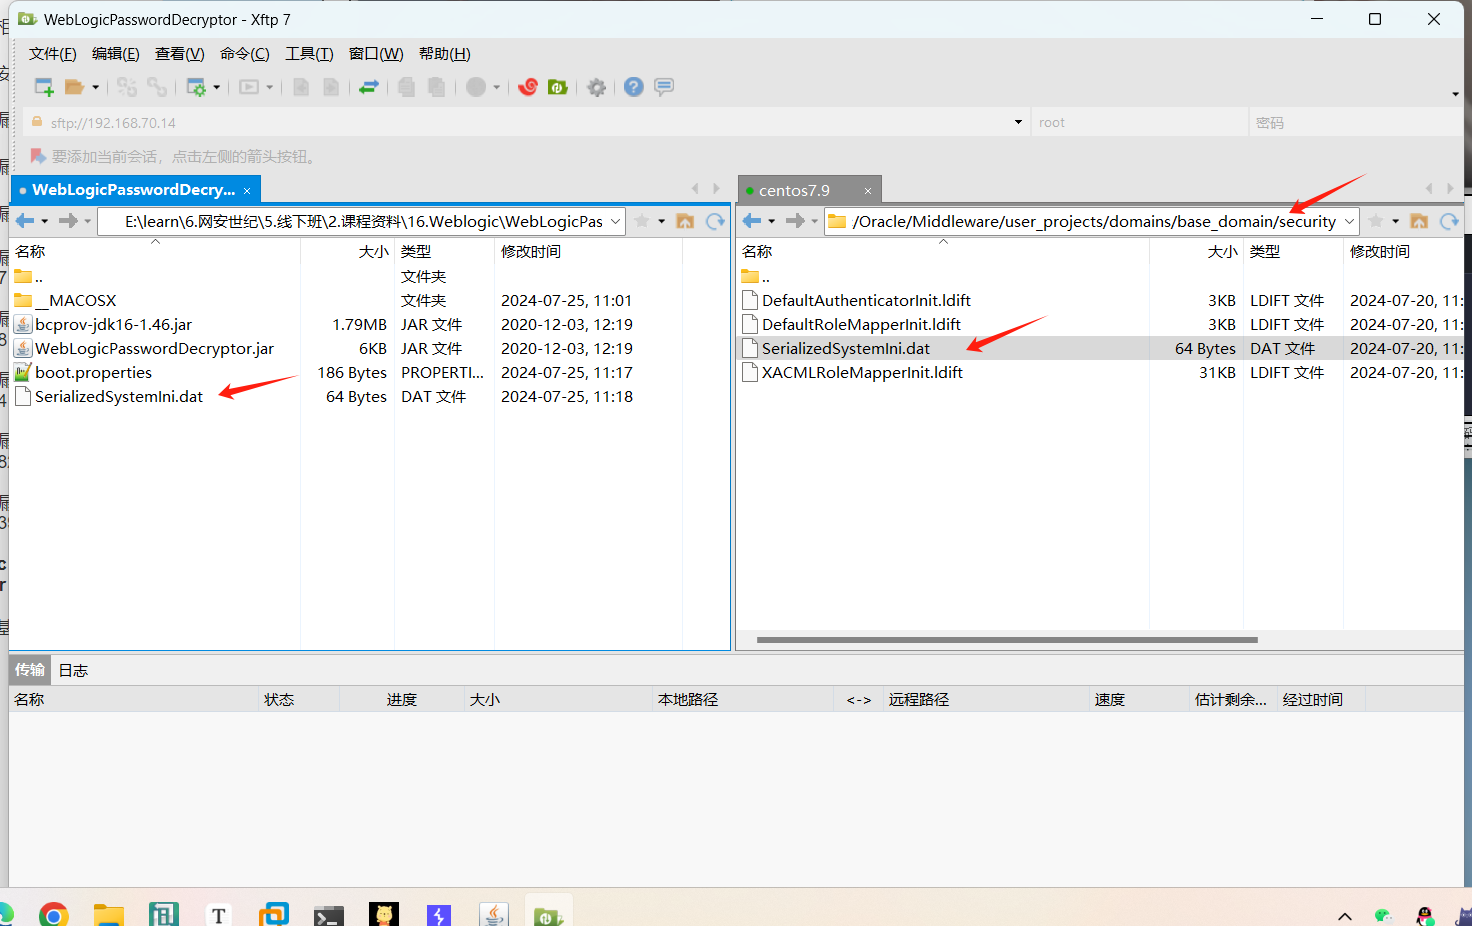 WebLogicPasswordDecryptor - Xftp 7
文件(F) 编辑(E) 查看(V) 命令(C) 工具(T) 窗口(W) 帮助(H)
sftp://192.168.70.14 root 密码
要添加当前会话，点击左侧的箭头按钮。
WebLogicPasswordDecry... ×
E:\learn\6.网安世纪\5.线下班\2.课程资料\16.Weblogic\WebLogicPas
名称 大小 类型 修改时间
.. 文件夹
__MACOSX 文件夹 2024-07-25, 11:01
bcprov-jdk16-1.46.jar 1.79MB JAR 文件 2020-12-03, 12:19
WebLogicPasswordDecryptor.jar 6KB JAR 文件 2020-12-03, 12:19
boot.properties 186 Bytes PROPERTI... 2024-07-25, 11:17
SerializedSystemIni.dat 64 Bytes DAT 文件 2024-07-25, 11:18
centos7.9 ×
/Oracle/Middleware/user_projects/domains/base_domain/security
名称 大小 类型 修改时间
..
DefaultAuthenticatorInit.ldift 3KB LDIFT 文件 2024-07-20, 11:
DefaultRoleMapperInit.ldift 3KB LDIFT 文件 2024-07-20, 11:
SerializedSystemIni.dat 64 Bytes DAT 文件 2024-07-20, 11:
XACMLRoleMapperInit.ldift 31KB LDIFT 文件 2024-07-20, 11:
传输 日志
名称 状态 进度 大小 本地路径 <-> 远程路径 速度 估计剩余... 经过时间